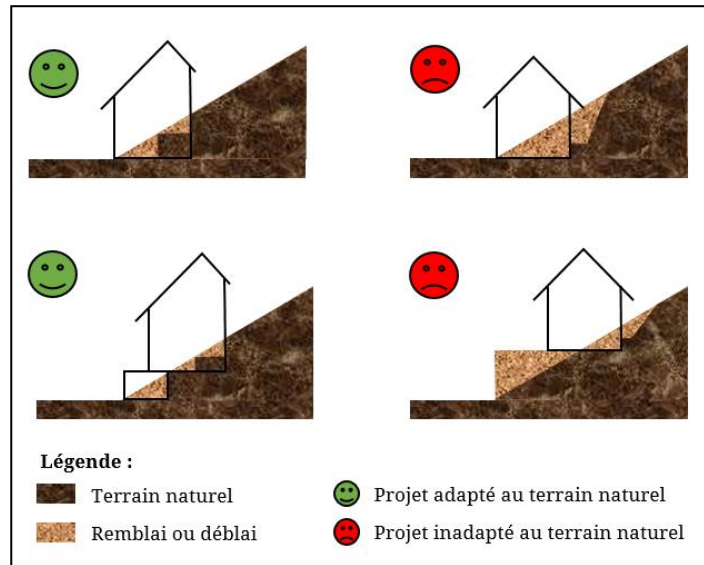 Légende :
Terrain naturel
Projet adapté au terrain naturel
Remblai ou déblai
Projet inadapté au terrain naturel